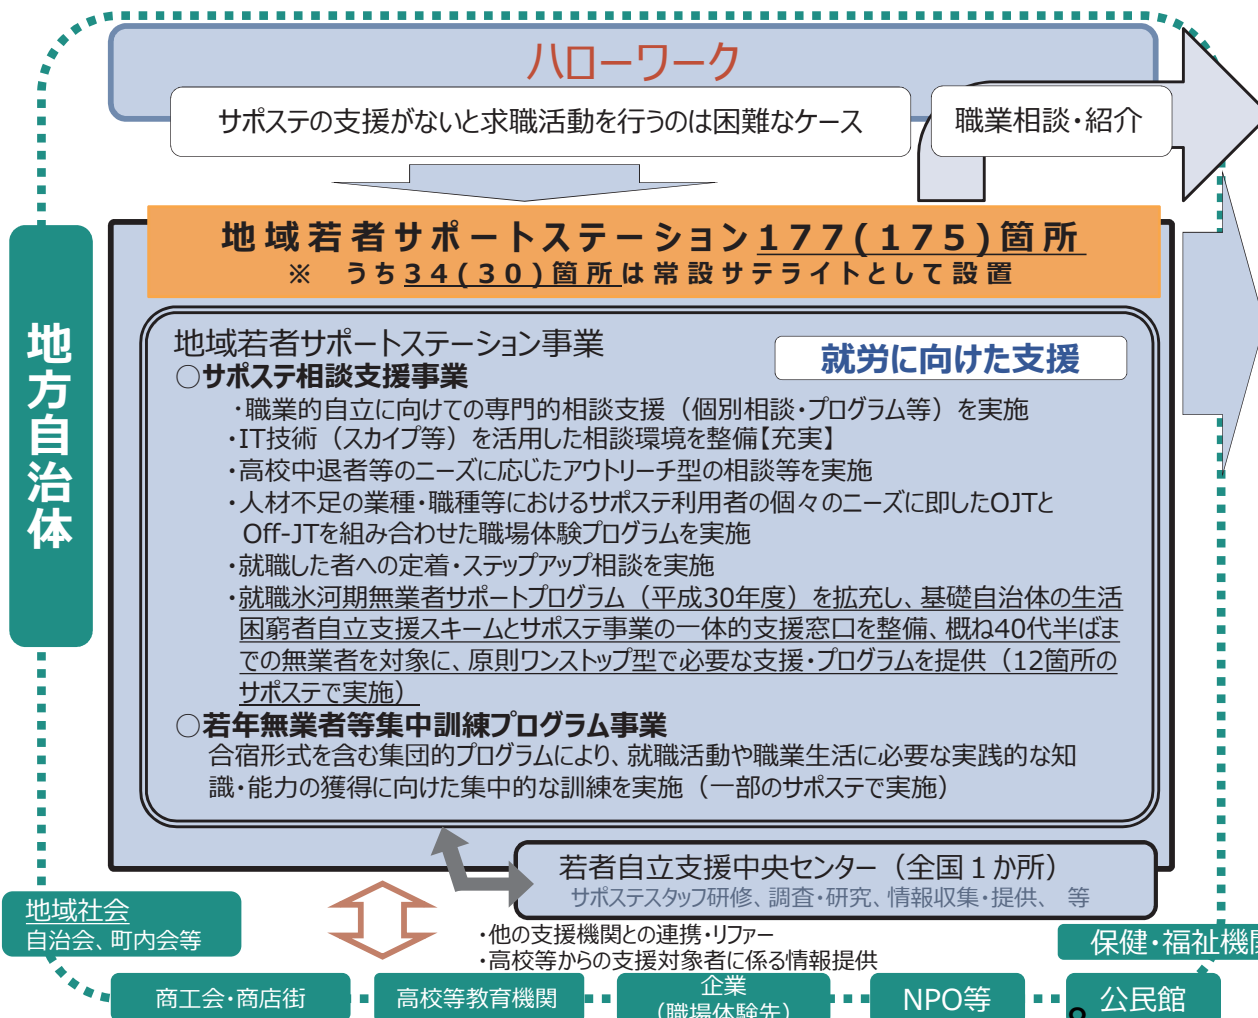 ハローワーク
サポステの支援がないと求職活動を行うのは困難なケース
職業相談・紹介
地域若者サポートステーション177(175)箇所
※ うち34(30)箇所は常設サテライトとして設置
地方自治体
地域若者サポートステーション事業
就労に向けた支援
○サポステ相談支援事業
・職業的自立に向けての専門的相談支援（個別相談・プログラム等）を実施
・IT技術（スカイプ等）を活用した相談環境を整備【充実】
・高校中退者等のニーズに応じたアウトリーチ型の相談等を実施
・人材不足の業種・職種等におけるサポステ利用者の個々のニーズに即したOJTと
Off-JTを組み合わせた職場体験プログラムを実施
・就職した者への定着・ステップアップ相談を実施
・就職氷河期無業者サポートプログラム（平成30年度）を拡充し、基礎自治体の生活
困窮者自立支援スキームとサポステ事業の一体的支援窓口を整備、概ね40代半ばま
での無業者を対象に、原則ワンストップ型で必要な支援・プログラムを提供（12箇所の
サポステで実施）
○若年無業者等集中訓練プログラム事業
合宿形式を含む集団的プログラムにより、就職活動や職業生活に必要な実践的な知
識・能力の獲得に向けた集中的な訓練を実施（一部のサポステで実施）
若者自立支援中央センター（全国１か所）
サポステスタッフ研修、調査・研究、情報収集・提供、 等
地域社会
自治会、町内会等
・他の支援機関との連携・リファー
・高校等からの支援対象者に係る情報提供
保健・福祉機関
商工会・商店街
高校等教育機関
企業
（職場体験先）
NPO等
公民館